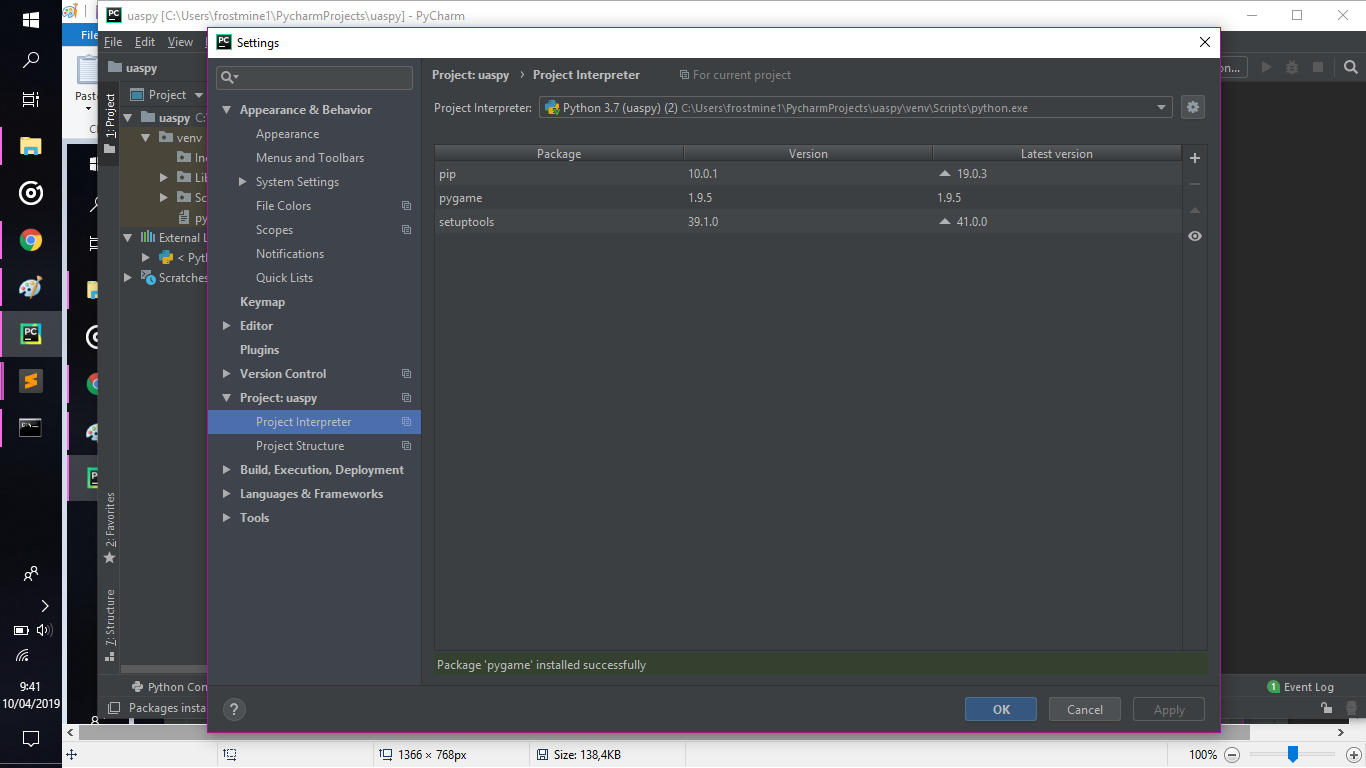 uaspy [C:\Users\frostmine1\PycharmProjects\uaspy] - PyCharm
File
File Edit View
Settings
uaspy
Paste
Project
1: Project
uaspy C:
venv
Lib
External L
< Pyth
Scratches
2: Favorites
7: Structure
Python Con
Packages insta
Appearance & Behavior
Appearance
Menus and Toolbars
System Settings
File Colors
Scopes
Notifications
Quick Lists
Keymap
Editor
Plugins
Version Control
Project: uaspy
Project Interpreter
Project Structure
Build, Execution, Deployment
Languages & Frameworks
Tools
Project: uaspy › Project Interpreter For current project
Project Interpreter: Python 3.7 (uaspy) (2) C:\Users\frostmine1\PycharmProjects\uaspy\venv\Scripts\python.exe
Package Version Latest version
pip 10.0.1 19.0.3
pygame 1.9.5 1.9.5
setuptools 39.1.0 41.0.0
Package 'pygame' installed successfully
? OK Cancel Apply
on...
1 Event Log
9:41
10/04/2019
1366 × 768px Size: 138,4KB 100%